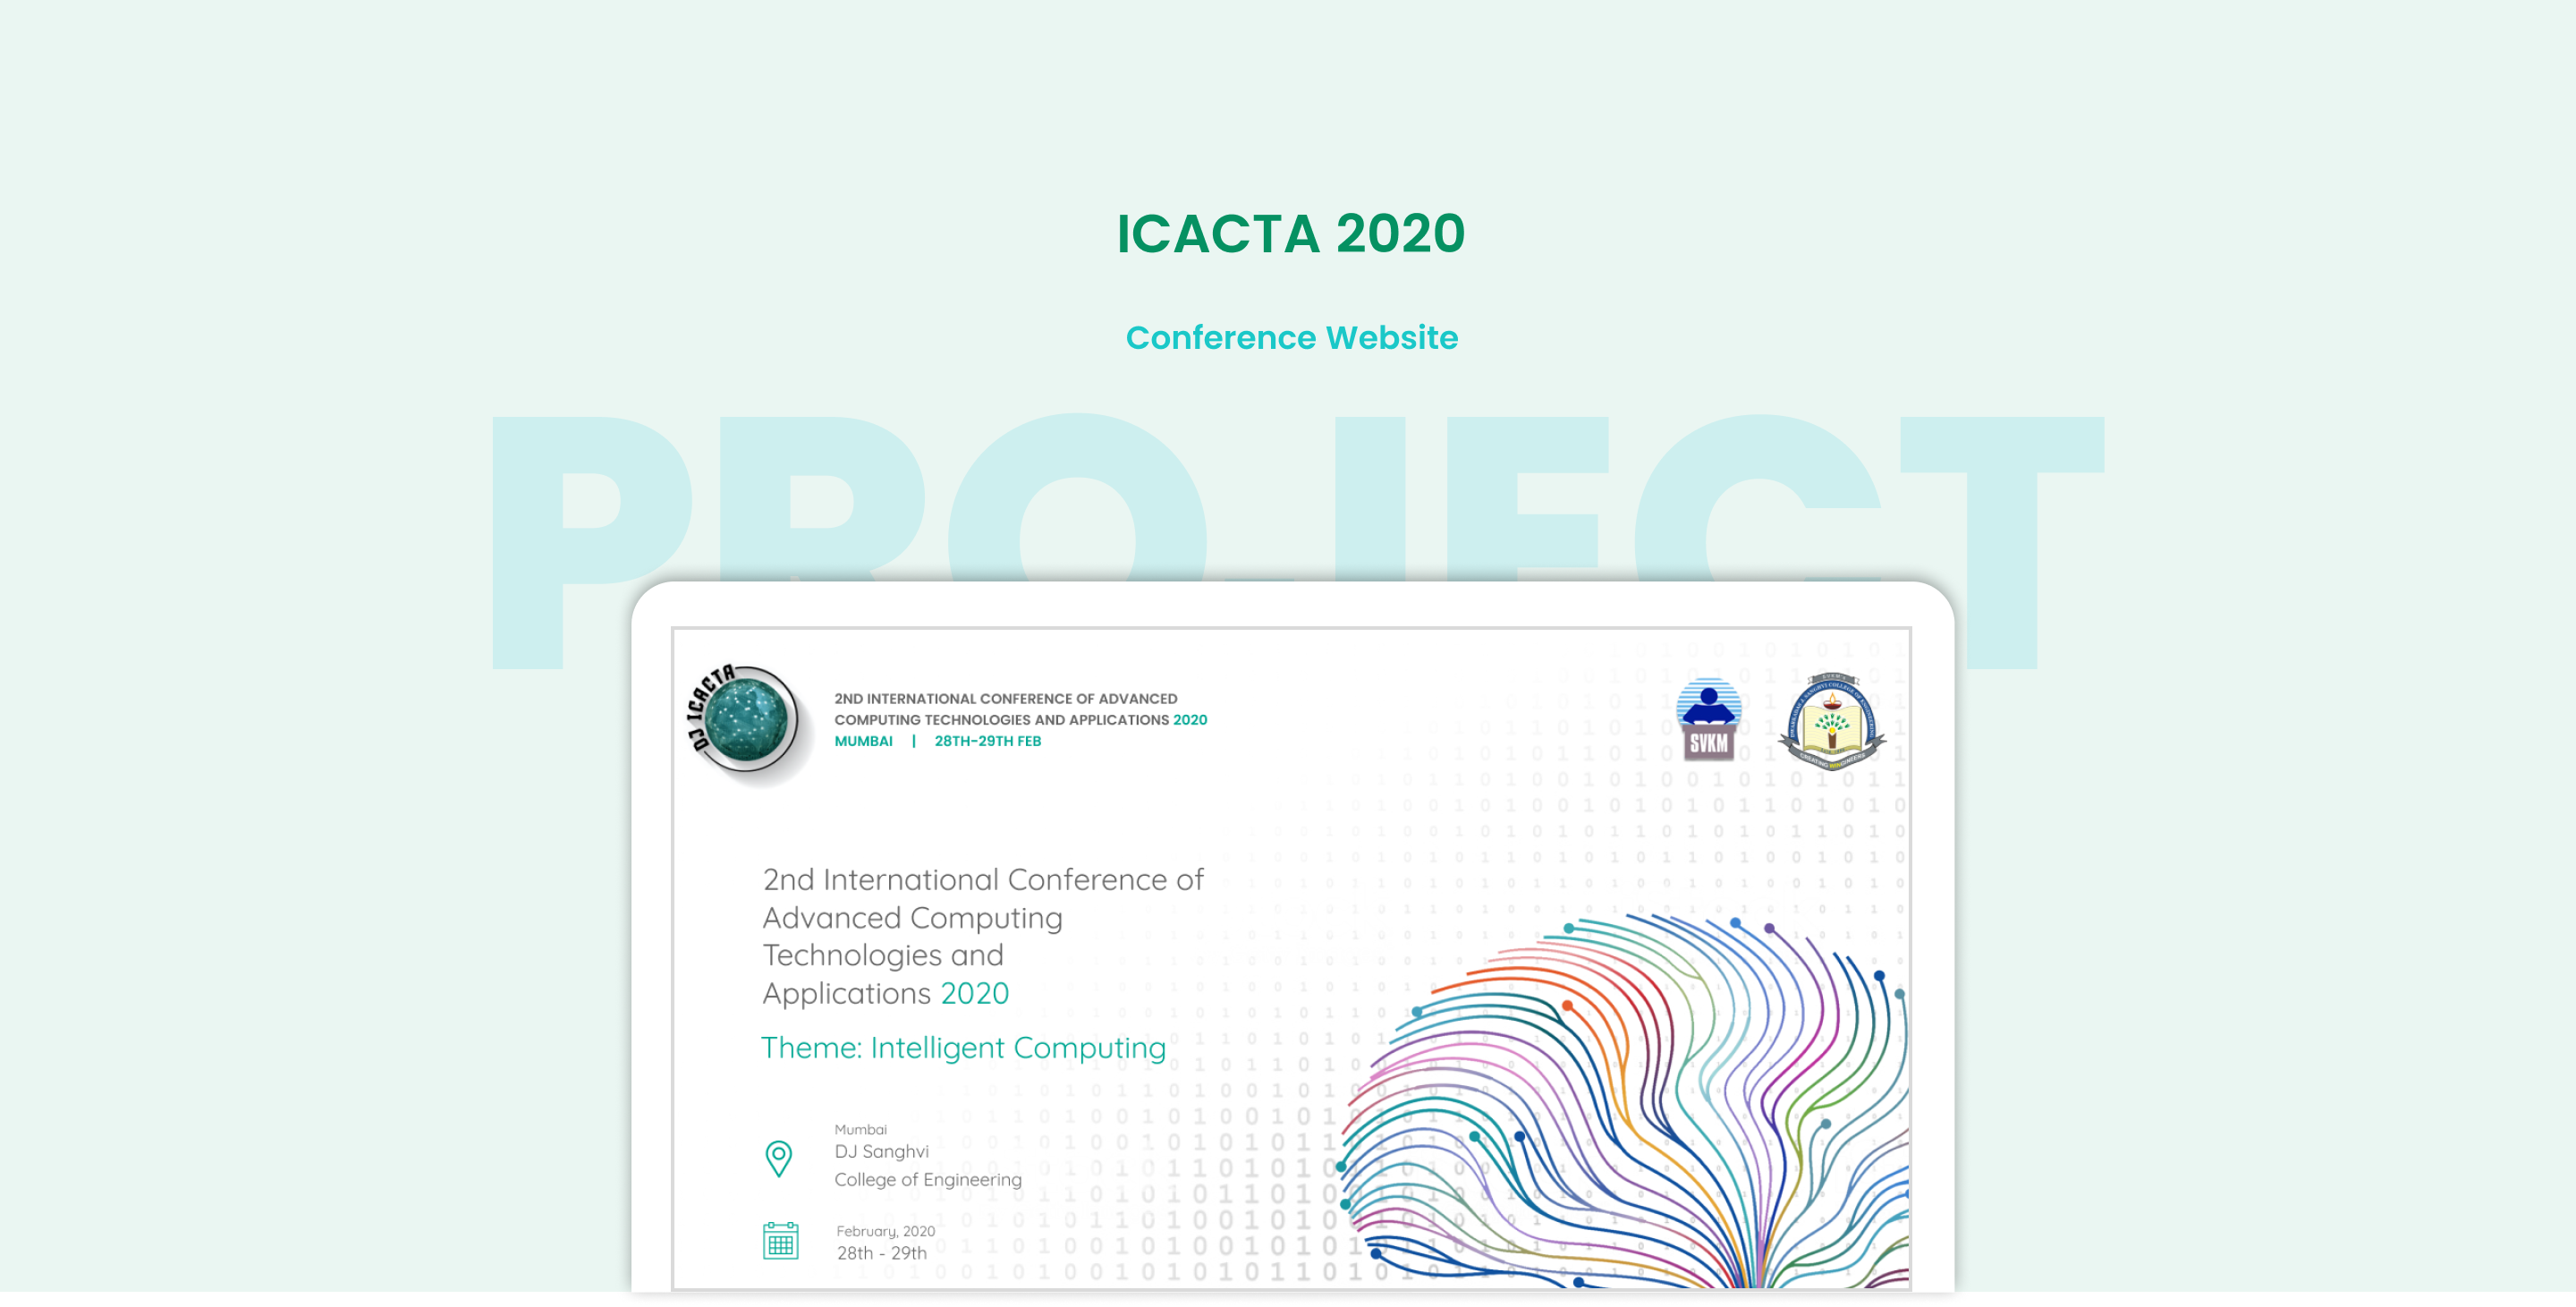 ICACTA 2020
Conference Website
PROJECT
DJ ICACTA
2ND INTERNATIONAL CONFERENCE OF ADVANCED
COMPUTING TECHNOLOGIES AND APPLICATIONS 2020
MUMBAI | 28TH-29TH FEB
SVKM
2nd International Conference of
Advanced Computing
Technologies and
Applications 2020
Theme: Intelligent Computing
Mumbai
DJ Sanghvi
College of Engineering
February, 2020
28th - 29th